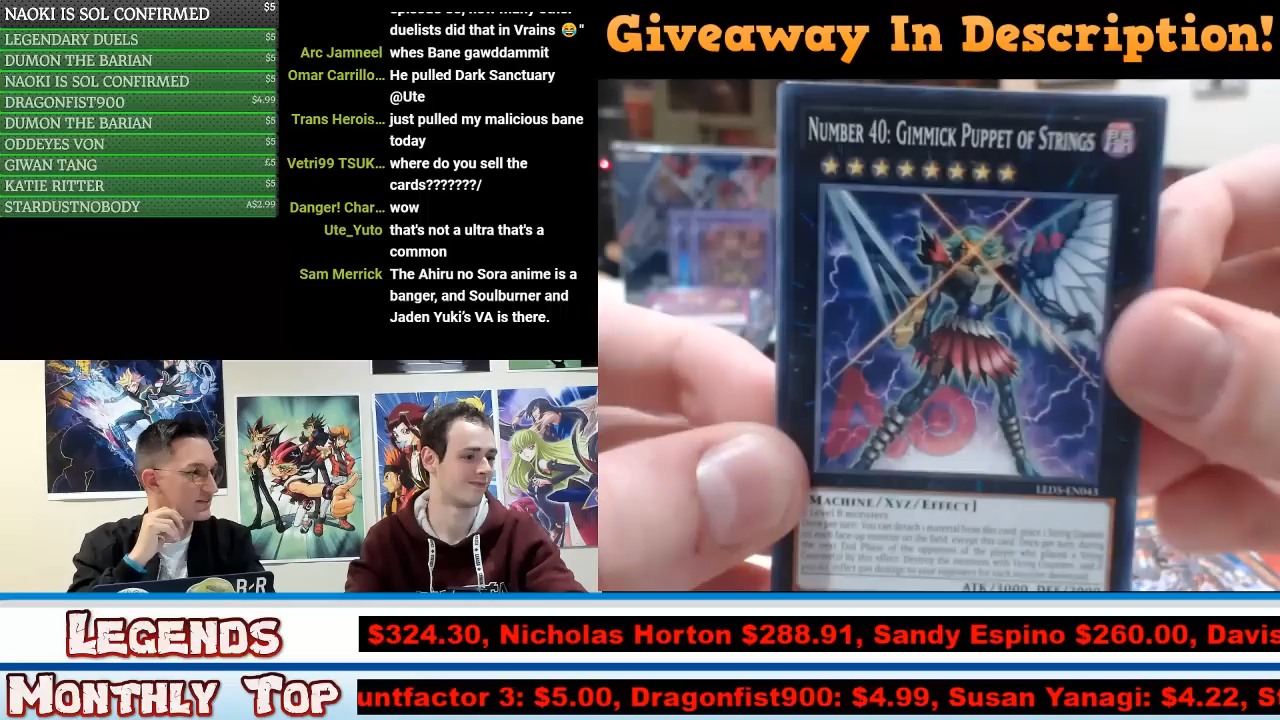 NAOKI IS SOL CONFIRMED $5
LEGENDARY DUELS $5
DUMON THE BARIAN $5
NAOKI IS SOL CONFIRMED $5
DRAGONFIST900 $4.99
DUMON THE BARIAN $5
ODDEYES VON $5
GIWAN TANG £5
KATIE RITTER $5
STARDUSTNOBODY A$2.99
duelists did that in Vrains 😂"
Arc Jamneel whes Bane gawddammit
Omar Carrillo… He pulled Dark Sanctuary
@Ute
Trans Herois… just pulled my malicious bane
today
Vetri99 TSUK… where do you sell the
cards???????/
Danger! Char… wow
Ute_Yuto that's not a ultra that's a
common
Sam Merrick The Ahiru no Sora anime is a
banger, and Soulburner and
Jaden Yuki's VA is there.
Giveaway In Description!
NUMBER 40: GIMMICK PUPPET OF STRINGS
40
LED5-EN043
[MACHINE/XYZ/EFFECT]
LEGENDS
$324.30, Nicholas Horton $288.91, Sandy Espino $260.00, Davis
MONTHLY TOP
untfactor 3: $5.00, Dragonfist900: $4.99, Susan Yanagi: $4.22, S